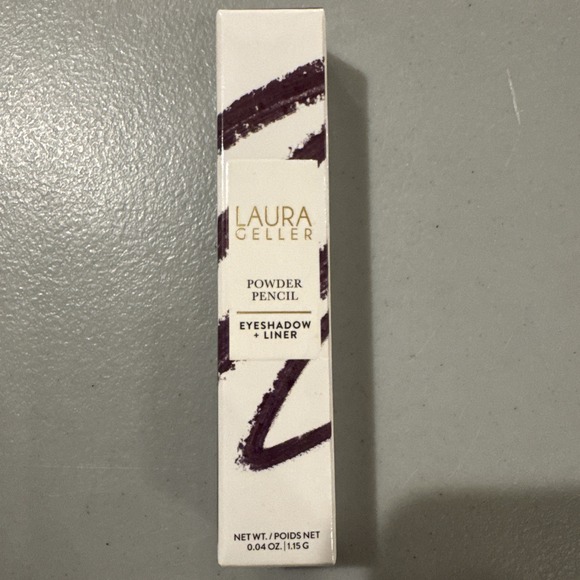 LAURA
GELLER
POWDER
PENCIL
EYESHADOW
+ LINER
NET WT. / POIDS NET
0.04 OZ. | 1.15 G